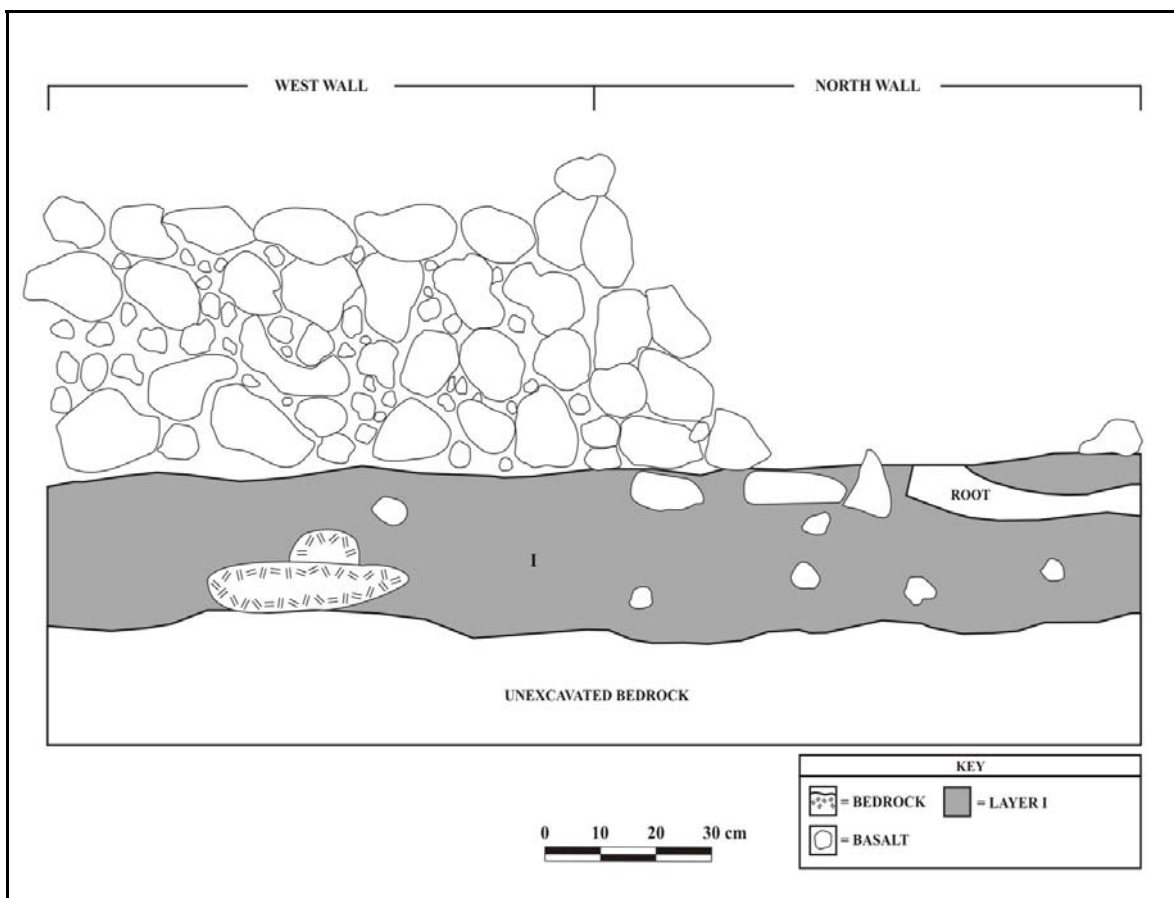 WEST WALL
NORTH WALL
ROOT
I
UNEXCAVATED BEDROCK
KEY
= BEDROCK
= LAYER I
= BASALT
0 10 20 30 cm